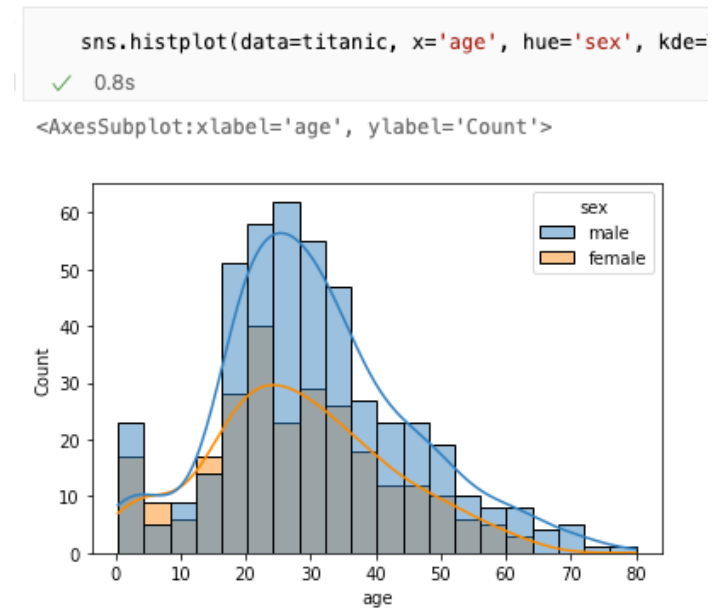 sns.histplot(data=titanic, x='age', hue='sex', kde=
0.8s
<AxesSubplot:xlabel='age', ylabel='Count'>
sex
male
female
60
50
40
30
20
10
0
Count
0 10 20 30 40 50 60 70 80
age